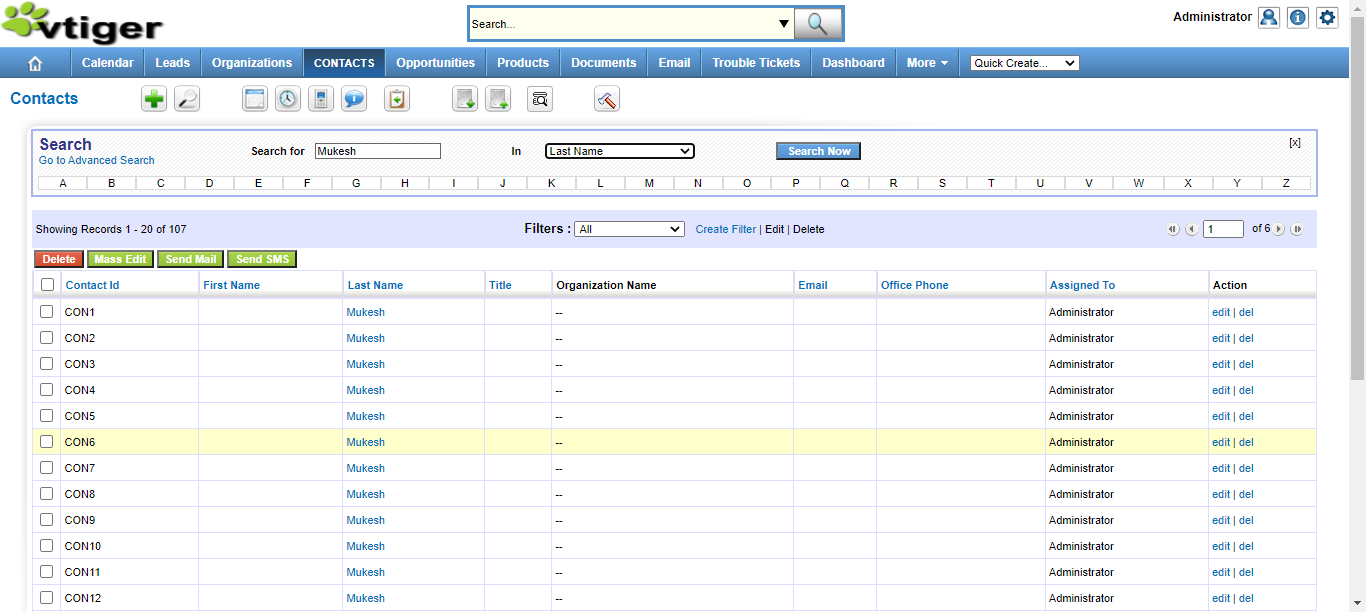 vtiger
Search...
Administrator
Calendar Leads Organizations CONTACTS Opportunities Products Documents Email Trouble Tickets Dashboard More Quick Create...
Contacts
Search
Go to Advanced Search
Search for Mukesh In Last Name Search Now [x]
A B C D E F G H I J K L M N O P Q R S T U V W X Y Z
Showing Records 1 - 20 of 107 Filters : All Create Filter | Edit | Delete 1 of 6
Delete Mass Edit Send Mail Send SMS
Contact Id First Name Last Name Title Organization Name Email Office Phone Assigned To Action
CON1 Mukesh -- Administrator edit | del
CON2 Mukesh -- Administrator edit | del
CON3 Mukesh -- Administrator edit | del
CON4 Mukesh -- Administrator edit | del
CON5 Mukesh -- Administrator edit | del
CON6 Mukesh -- Administrator edit | del
CON7 Mukesh -- Administrator edit | del
CON8 Mukesh -- Administrator edit | del
CON9 Mukesh -- Administrator edit | del
CON10 Mukesh -- Administrator edit | del
CON11 Mukesh -- Administrator edit | del
CON12 Mukesh -- Administrator edit | del